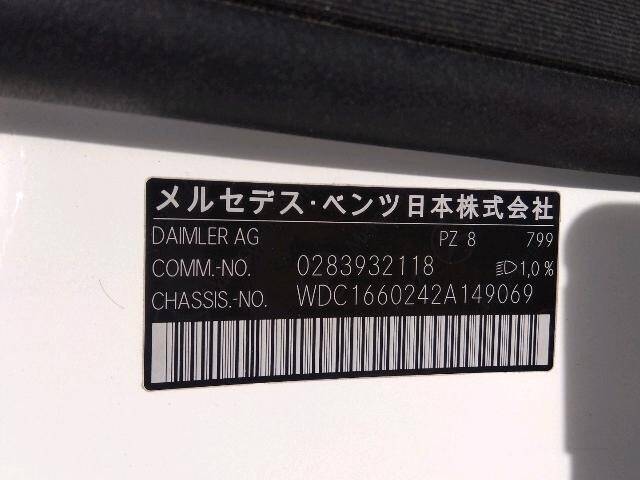 メルセデス・ベンツ日本株式会社
DAIMLER AG PZ 8 799
COMM.-NO. 0283932118 1,0 %
CHASSIS.-NO. WDC1660242A149069